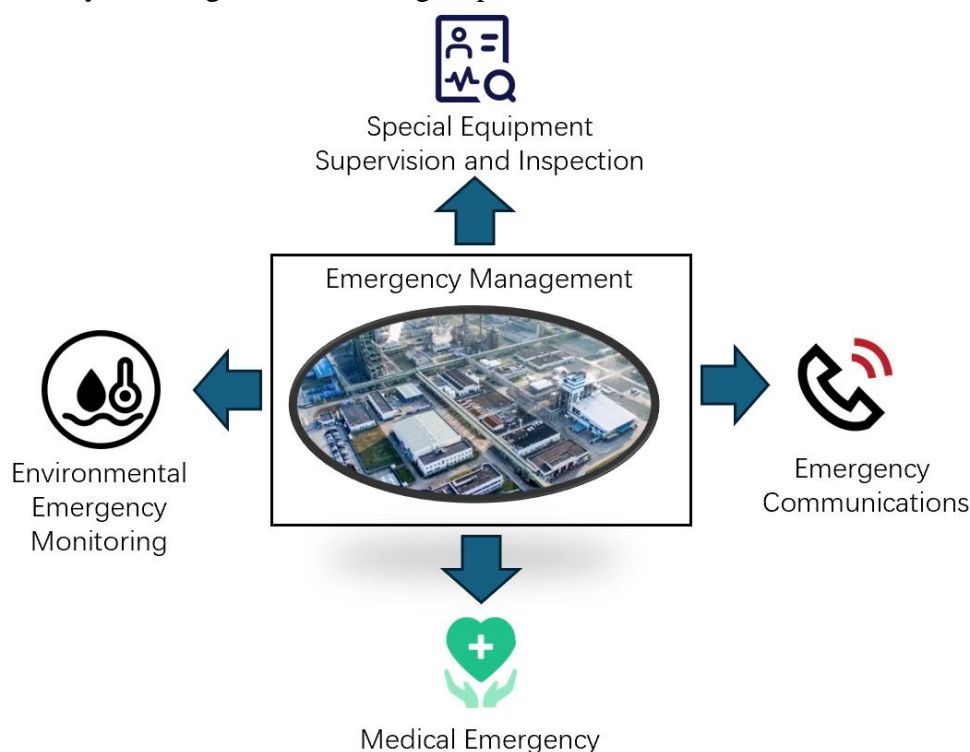 Special Equipment
Supervision and Inspection
Emergency Management
Environmental
Emergency
Monitoring
Emergency
Communications
Medical Emergency